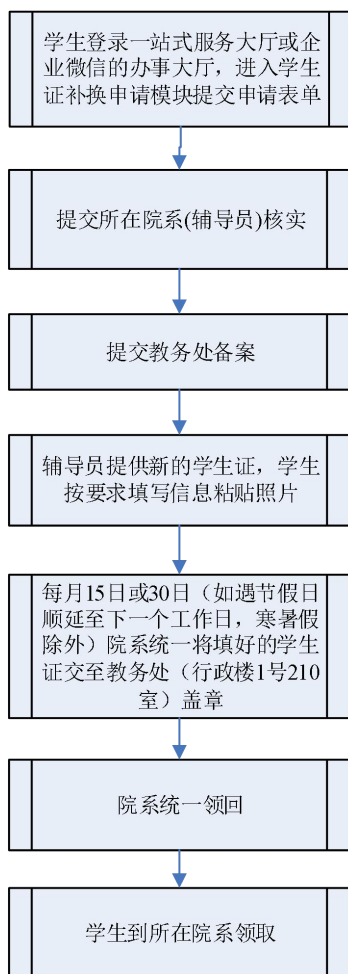 学生登录一站式服务大厅或企
业微信的办事大厅，进入学生
证补换申请模块提交申请表单
提交所在院系(辅导员)核实
提交教务处备案
辅导员提供新的学生证，学生
按要求填写信息粘贴照片
每月15日或30日（如遇节假日
顺延至下一个工作日，寒暑假
除外）院系统一将填好的学生
证交至教务处（行政楼1号210
室）盖章
院系统一领回
学生到所在院系领取